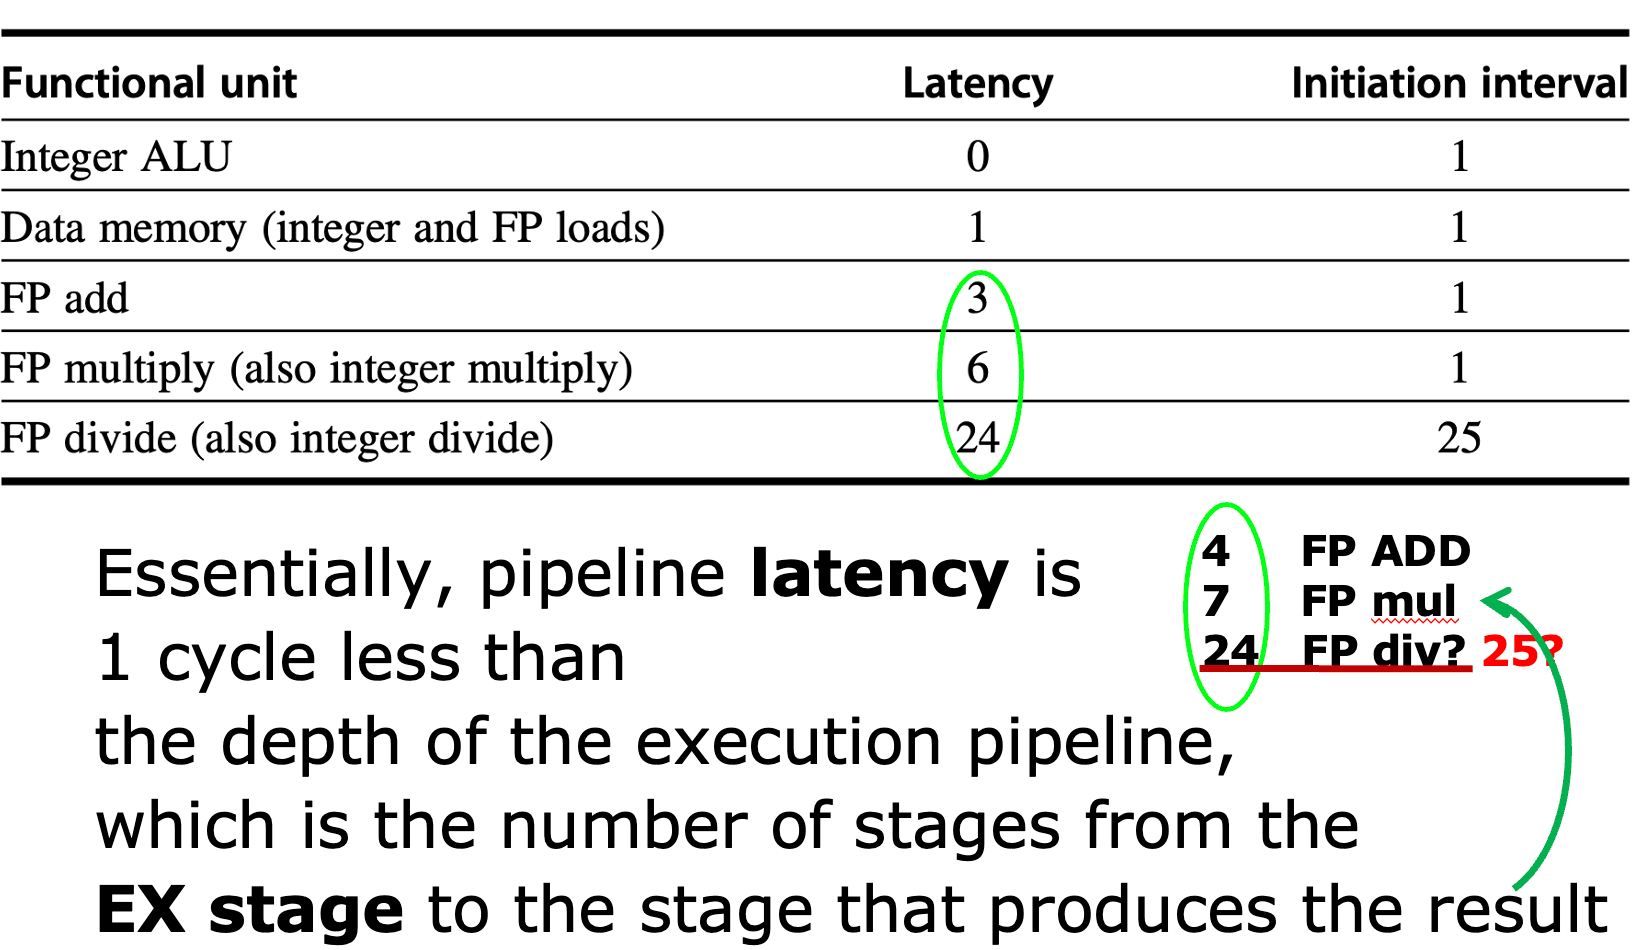 Functional unit Latency Initiation interval
Integer ALU 0 1
Data memory (integer and FP loads) 1 1
FP add 3 1
FP multiply (also integer multiply) 6 1
FP divide (also integer divide) 24 25
4 FP ADD
7 FP mul
24 FP div? 25?
Essentially, pipeline latency is
1 cycle less than
the depth of the execution pipeline,
which is the number of stages from the
EX stage to the stage that produces the result